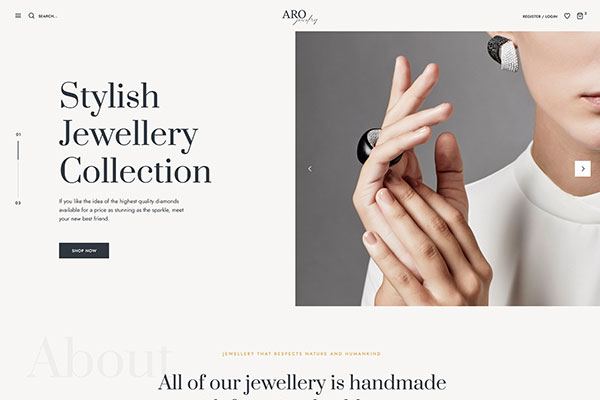 SEARCH...
ARO
jewelry
REGISTER / LOGIN
0
01
Stylish
Jewellery
Collection
03
If you like the idea of the highest quality diamonds
available for a price as stunning as the sparkle, meet
your new best friend.
SHOP NOW
About
JEWELLERY THAT RESPECTS NATURE AND HUMANKIND
All of our jewellery is handmade